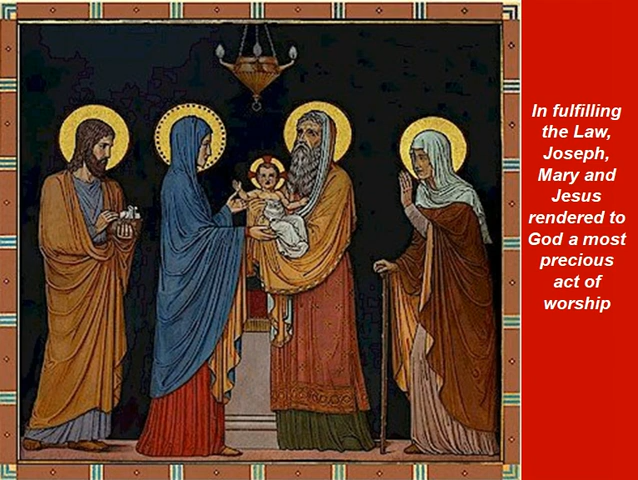 In fulfilling
the Law,
Joseph,
Mary and
Jesus
rendered to
God a most
precious
act of
worship